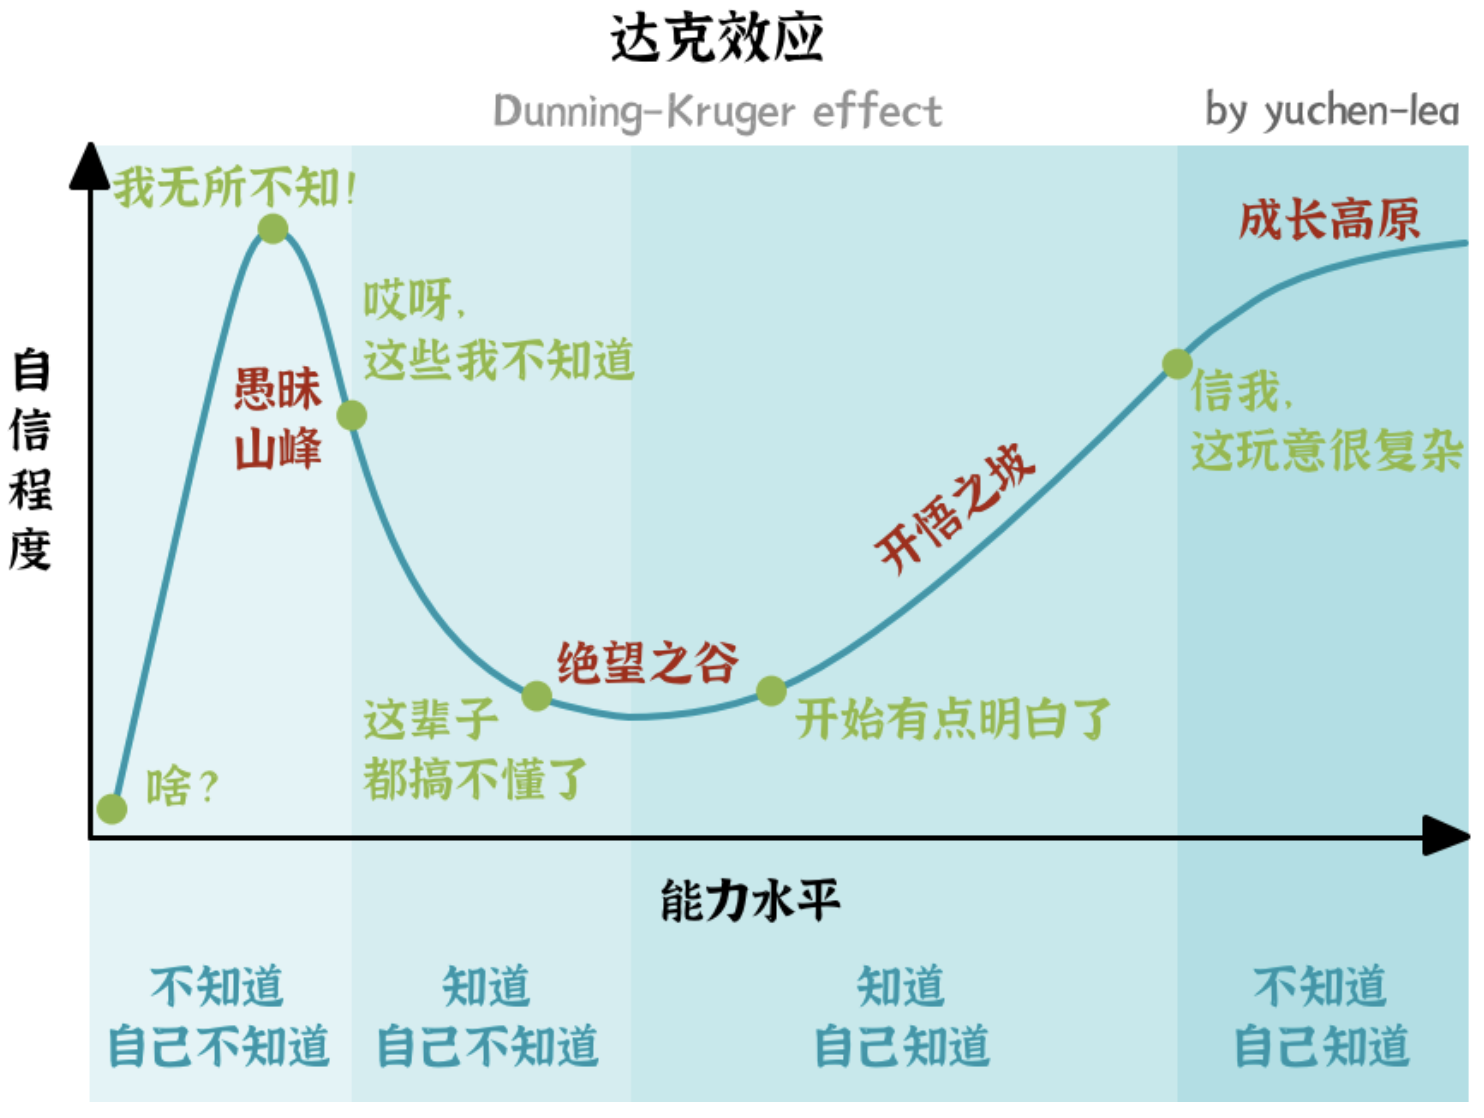 达克效应
Dunning-Kruger effect
by yuchen-lea
我无所不知!
成长高原
哎呀,
这些我不知道
自信程度
愚昧
山峰
信我,
这玩意很复杂
开悟之坡
绝望之谷
这辈子
都搞不懂了
开始有点明白了
啥?
能力水平
不知道
自己不知道
知道
自己不知道
知道
自己知道
不知道
自己知道